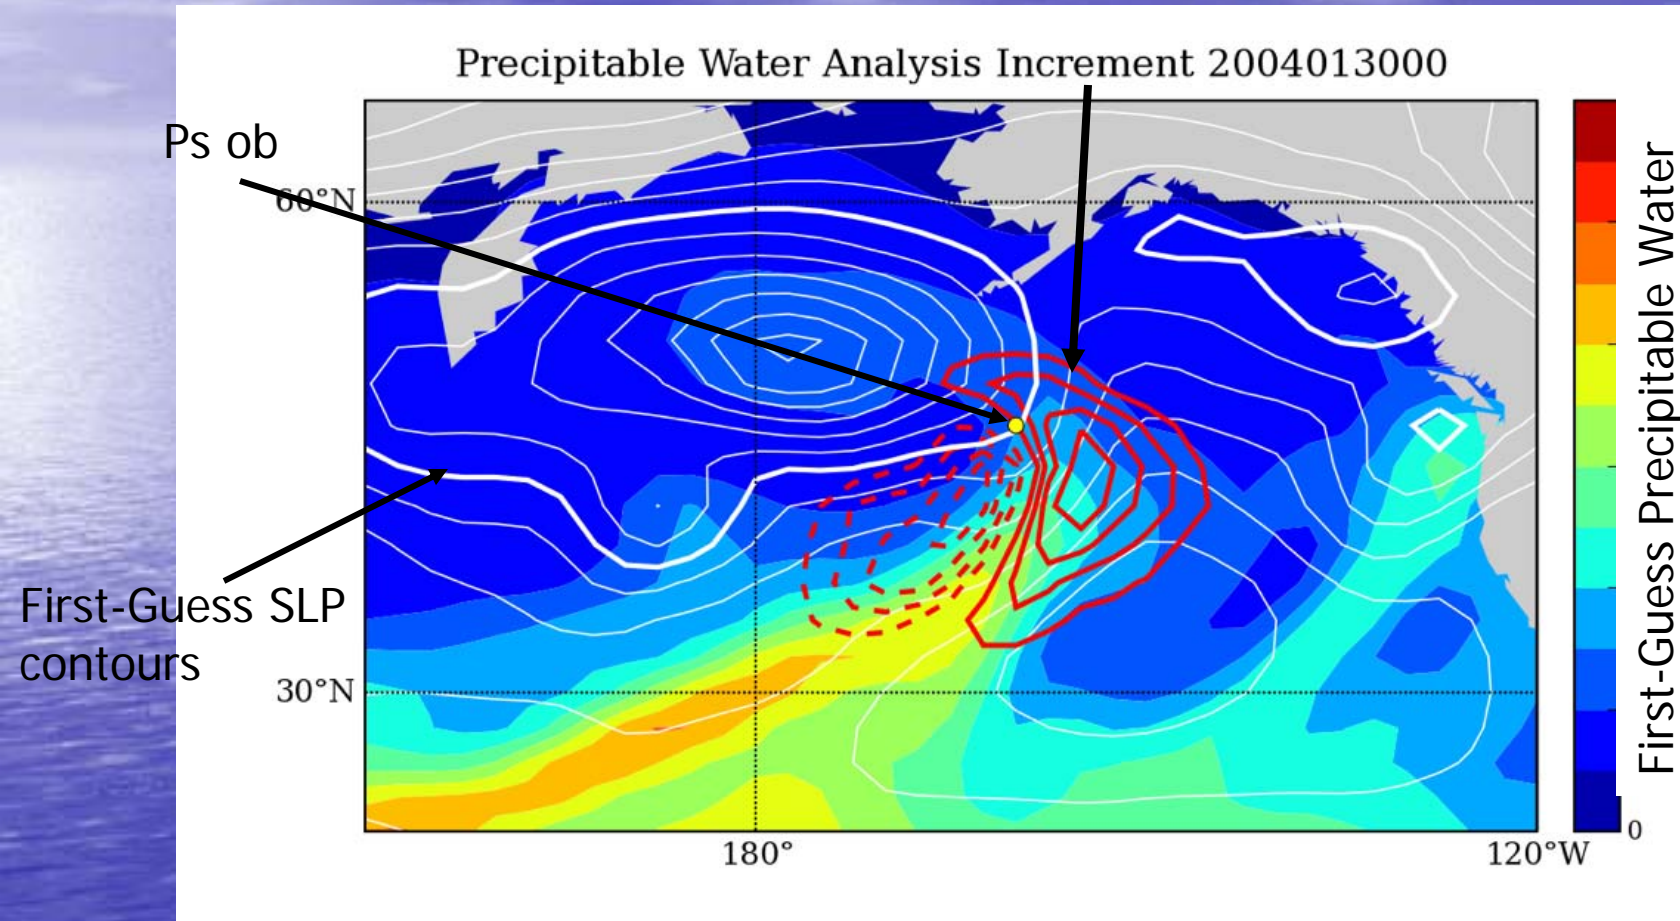 Precipitable Water Analysis Increment 2004013000
Ps ob
60°N
First-Guess SLP
contours
30°N
180°
120°W
0
First-Guess Precipitable Water